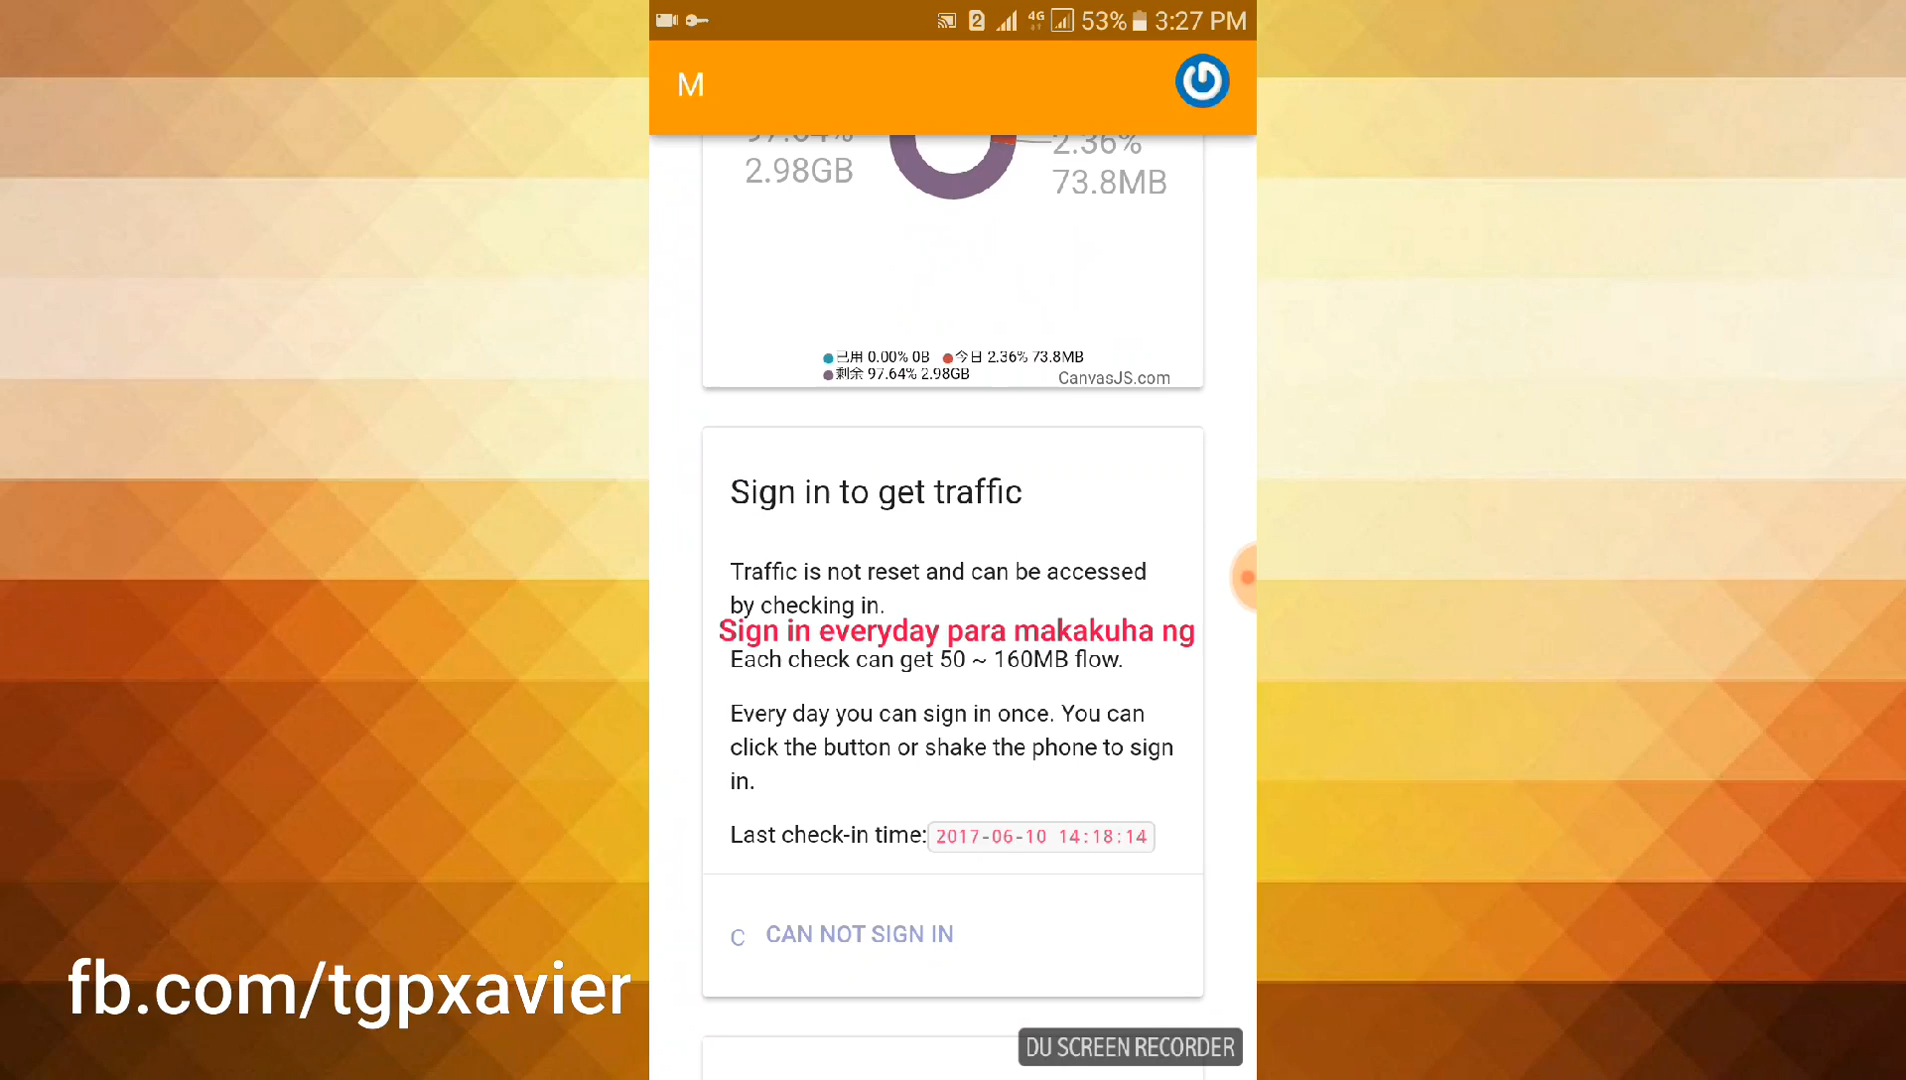 4G 53% 3:27 PM
M
97.64%
2.98GB
2.36%
73.8MB
已用 0.00% 0B 今日 2.36% 73.8MB
剩余 97.64% 2.98GB
CanvasJS.com
Sign in to get traffic
Traffic is not reset and can be accessed
by checking in.
Sign in everyday para makakuha ng
Each check can get 50 ~ 160MB flow.
Every day you can sign in once. You can
click the button or shake the phone to sign
in.
Last check-in time: 2017-06-10 14:18:14
C CAN NOT SIGN IN
fb.com/tgpxavier
DU SCREEN RECORDER